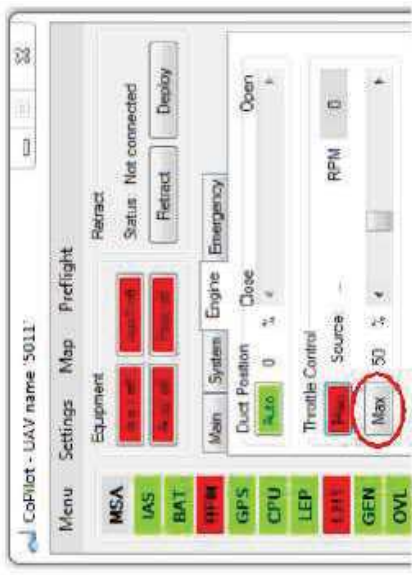 CoPilot - UAV name '5011'
Menu Settings Map Preflight
MSA
IAS
BAT
GPS
CPU
LEP
GEN
OVL
Equipment
Retract
Status Not connected
Retract Deploy
Main System Engine Emergency
Duct Position Close Open
Auto 0 %
Throttle Control
Source -- RPM 0
Max 50 %